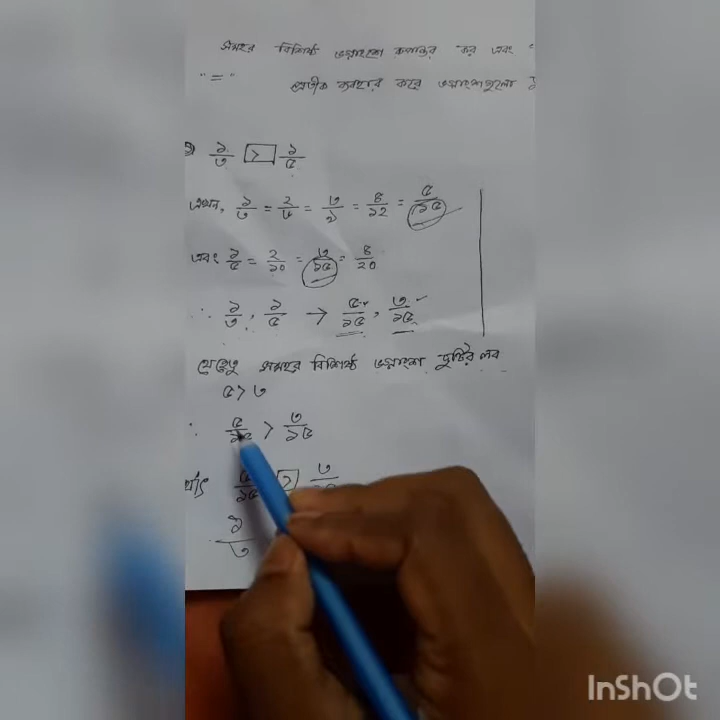 সমহর বিশিষ্ট ভগ্নাংশে রূপান্তর কর এবং
"=" প্রতীক ব্যবহার করে ভগ্নাংশগুলো
১/৩ > ১/৫
এখন, ১/৩ = ২/৬ = ৩/৯ = ৪/১২ = ৫/১৫
এবং ১/৫ = ২/১০ = ৩/১৫ = ৪/২০
∴ ১/৩, ১/৫ → ৫/১৫, ৩/১৫
যেহেতু সমহর বিশিষ্ট ভগ্নাংশ দুটির লব
৫ > ৩
∴ ৫/১৫ > ৩/১৫
৫/১৫ > ৩/১৫
১/৩
InShOt